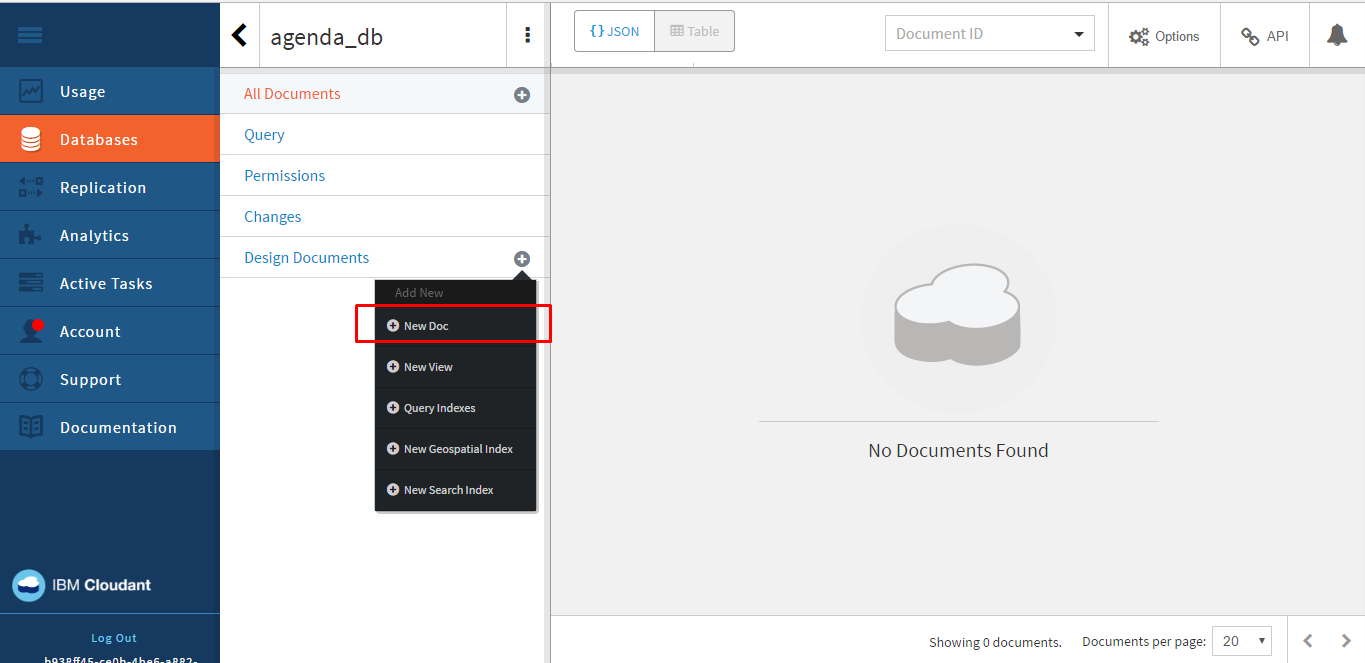 agenda_db
{} JSON
Table
Document ID
Options
API
Usage
Databases
Replication
Analytics
Active Tasks
Account
Support
Documentation
IBM Cloudant
Log Out
All Documents
Query
Permissions
Changes
Design Documents
Add New
New Doc
New View
Query Indexes
New Geospatial Index
New Search Index
No Documents Found
Showing 0 documents.
Documents per page: 20